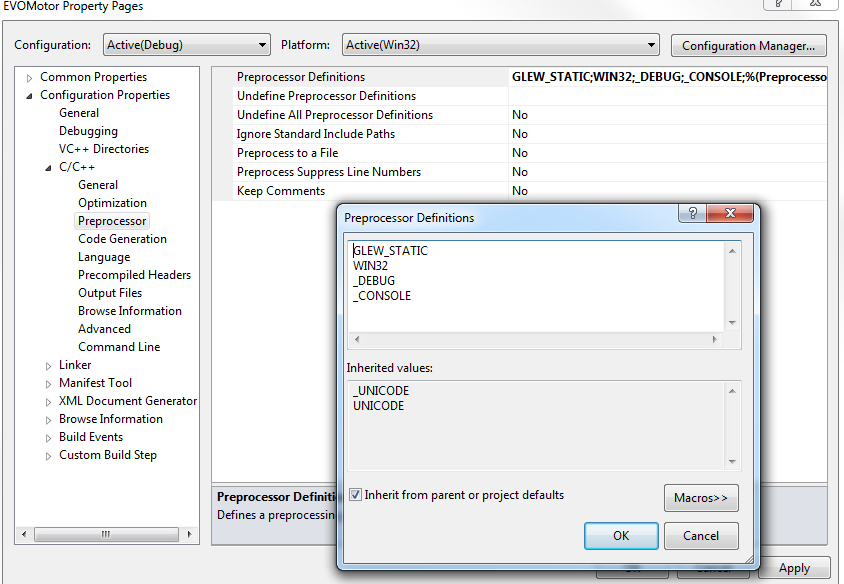 EVOMotor Property Pages
Configuration: Active(Debug) Platform: Active(Win32) Configuration Manager...
Common Properties
Configuration Properties
General
Debugging
VC++ Directories
C/C++
General
Optimization
Preprocessor
Code Generation
Language
Precompiled Headers
Output Files
Browse Information
Advanced
Command Line
Linker
Manifest Tool
XML Document Generator
Browse Information
Build Events
Custom Build Step
Preprocessor Definitions GLEW_STATIC;WIN32;_DEBUG;_CONSOLE;%(Preprocesso
Undefine Preprocessor Definitions
Undefine All Preprocessor Definitions No
Ignore Standard Include Paths No
Preprocess to a File No
Preprocess Suppress Line Numbers No
Keep Comments No
Preprocessor Definiti
Defines a preprocessin
Preprocessor Definitions
GLEW_STATIC
WIN32
_DEBUG
_CONSOLE
Inherited values:
_UNICODE
UNICODE
Inherit from parent or project defaults
Macros>>
OK Cancel
Apply